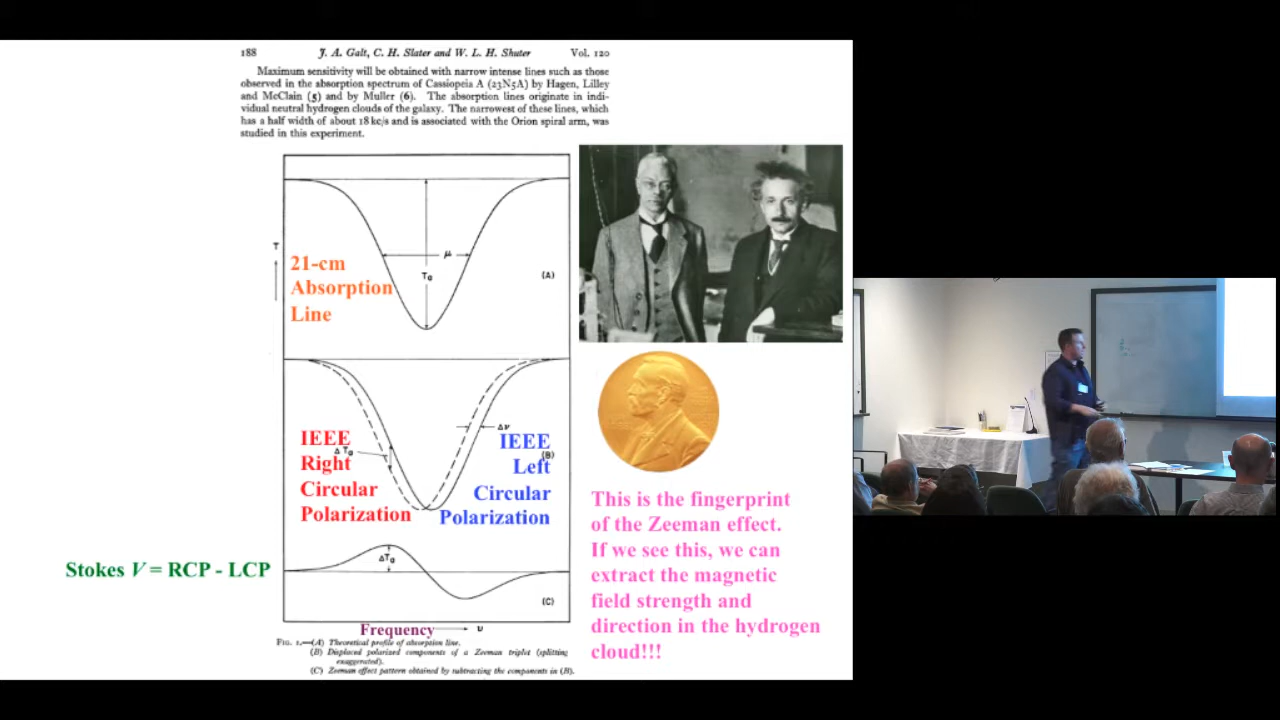 188 J. A. Galt, C. H. Slater and W. L. H. Shuter Vol. 120
Maximum sensitivity will be obtained with narrow intense lines such as those
observed in the absorption spectrum of Cassiopeia A (23N5A) by Hagen, Lilley
and McClain (5) and by Muller (6). The absorption lines originate in indi-
vidual neutral hydrogen clouds of the galaxy. The narrowest of these lines, which
has a half width of about 18 kc/s and is associated with the Orion spiral arm, was
studied in this experiment.
T
μ
Ta
(A)
21-cm
Absorption
Line
Δν
ΔTa
(B)
IEEE
Right
Circular
Polarization
IEEE
Left
Circular
Polarization
This is the fingerprint
of the Zeeman effect.
If we see this, we can
extract the magnetic
field strength and
direction in the hydrogen
cloud!!!
Stokes V = RCP - LCP
ΔTa
(C)
Frequency υ
FIG. 1.—(A) Theoretical profile of absorption line.
(B) Displaced polarized components of a Zeeman triplet (splitting
exaggerated).
(C) Zeeman effect pattern obtained by subtracting the components in (B).